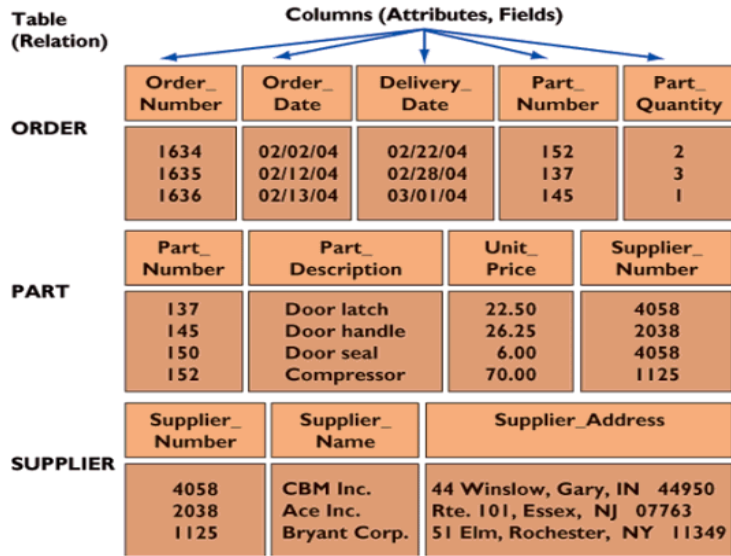 Table
(Relation)
Columns (Attributes, Fields)
Order_
Number
Order_
Date
Delivery_
Date
Part_
Number
Part_
Quantity
ORDER
1634 02/02/04 02/22/04 152 2
1635 02/12/04 02/28/04 137 3
1636 02/13/04 03/01/04 145 1
Part_
Number
Part_
Description
Unit_
Price
Supplier_
Number
PART
137 Door latch 22.50 4058
145 Door handle 26.25 2038
150 Door seal 6.00 4058
152 Compressor 70.00 1125
Supplier_
Number
Supplier_
Name
Supplier_Address
SUPPLIER
4058 CBM Inc. 44 Winslow, Gary, IN 44950
2038 Ace Inc. Rte. 101, Essex, NJ 07763
1125 Bryant Corp. 51 Elm, Rochester, NY 11349